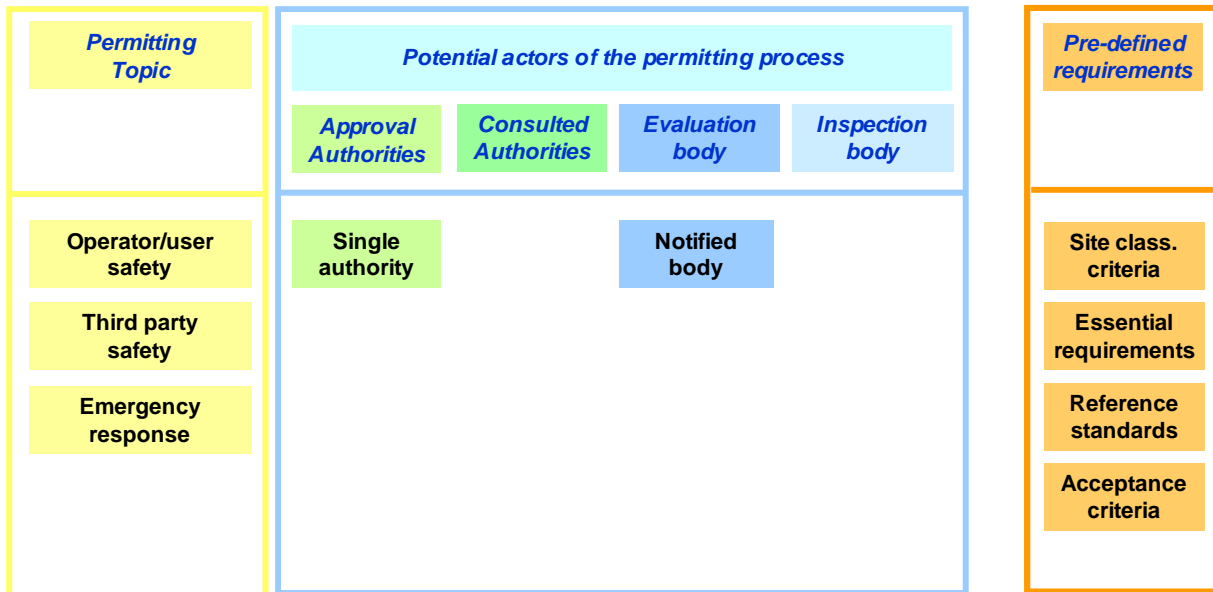 Permitting
Topic
Potential actors of the permitting process
Pre-defined
requirements
Approval
Authorities
Consulted
Authorities
Evaluation
body
Inspection
body
Operator/user
safety
Single
authority
Notified
body
Site class.
criteria
Third party
safety
Essential
requirements
Emergency
response
Reference
standards
Acceptance
criteria